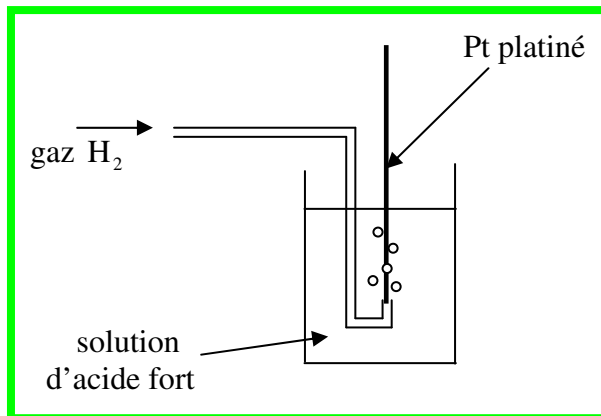 Pt platiné
gaz H₂
solution
d'acide fort